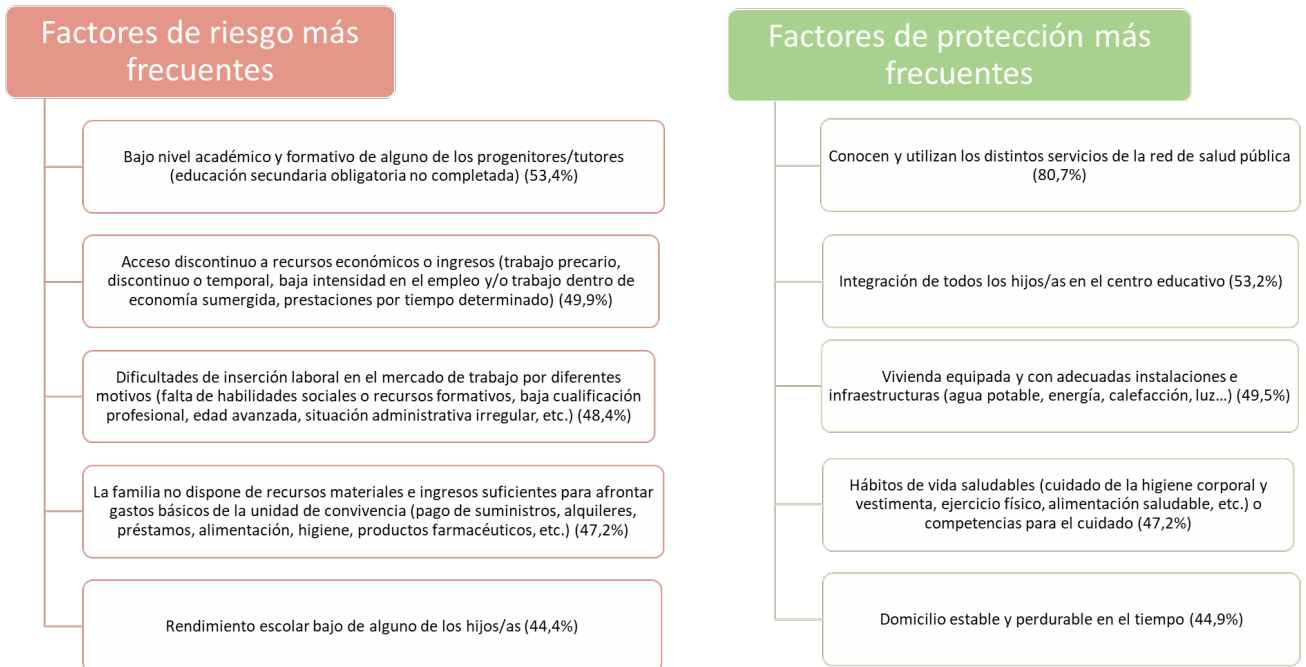 Factores de riesgo más
frecuentes
Bajo nivel académico y formativo de alguno de los progenitores/tutores
(educación secundaria obligatoria no completada) (53,4%)
Acceso discontinuo a recursos económicos o ingresos (trabajo precario,
discontinuo o temporal, baja intensidad en el empleo y/o trabajo dentro de
economía sumergida, prestaciones por tiempo determinado) (49,9%)
Dificultades de inserción laboral en el mercado de trabajo por diferentes
motivos (falta de habilidades sociales o recursos formativos, baja cualificación
profesional, edad avanzada, situación administrativa irregular, etc.) (48,4%)
La familia no dispone de recursos materiales e ingresos suficientes para afrontar
gastos básicos de la unidad de convivencia (pago de suministros, alquileres,
préstamos, alimentación, higiene, productos farmacéuticos, etc.) (47,2%)
Rendimiento escolar bajo de alguno de los hijos/as (44,4%)
Factores de protección más
frecuentes
Conocen y utilizan los distintos servicios de la red de salud pública
(80,7%)
Integración de todos los hijos/as en el centro educativo (53,2%)
Vivienda equipada y con adecuadas instalaciones e
infraestructuras (agua potable, energía, calefacción, luz...) (49,5%)
Hábitos de vida saludables (cuidado de la higiene corporal y
vestimenta, ejercicio físico, alimentación saludable, etc.) o
competencias para el cuidado (47,2%)
Domicilio estable y perdurable en el tiempo (44,9%)